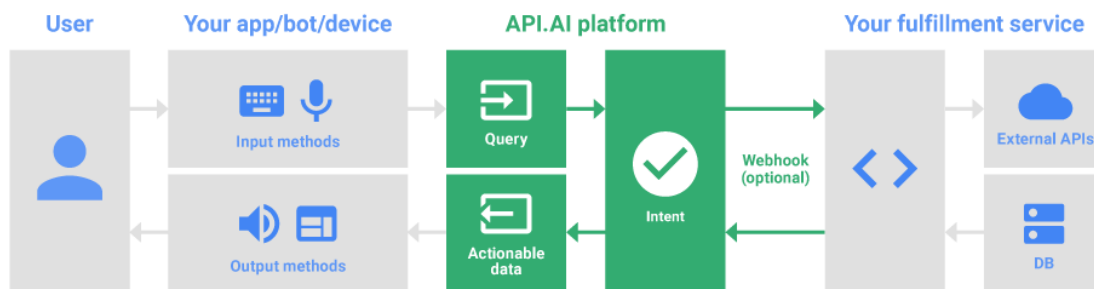 User
Your app/bot/device
API.AI platform
Your fulfillment service
Input methods
Query
External APIs
Webhook
(optional)
Intent
Output methods
Actionable
data
DB